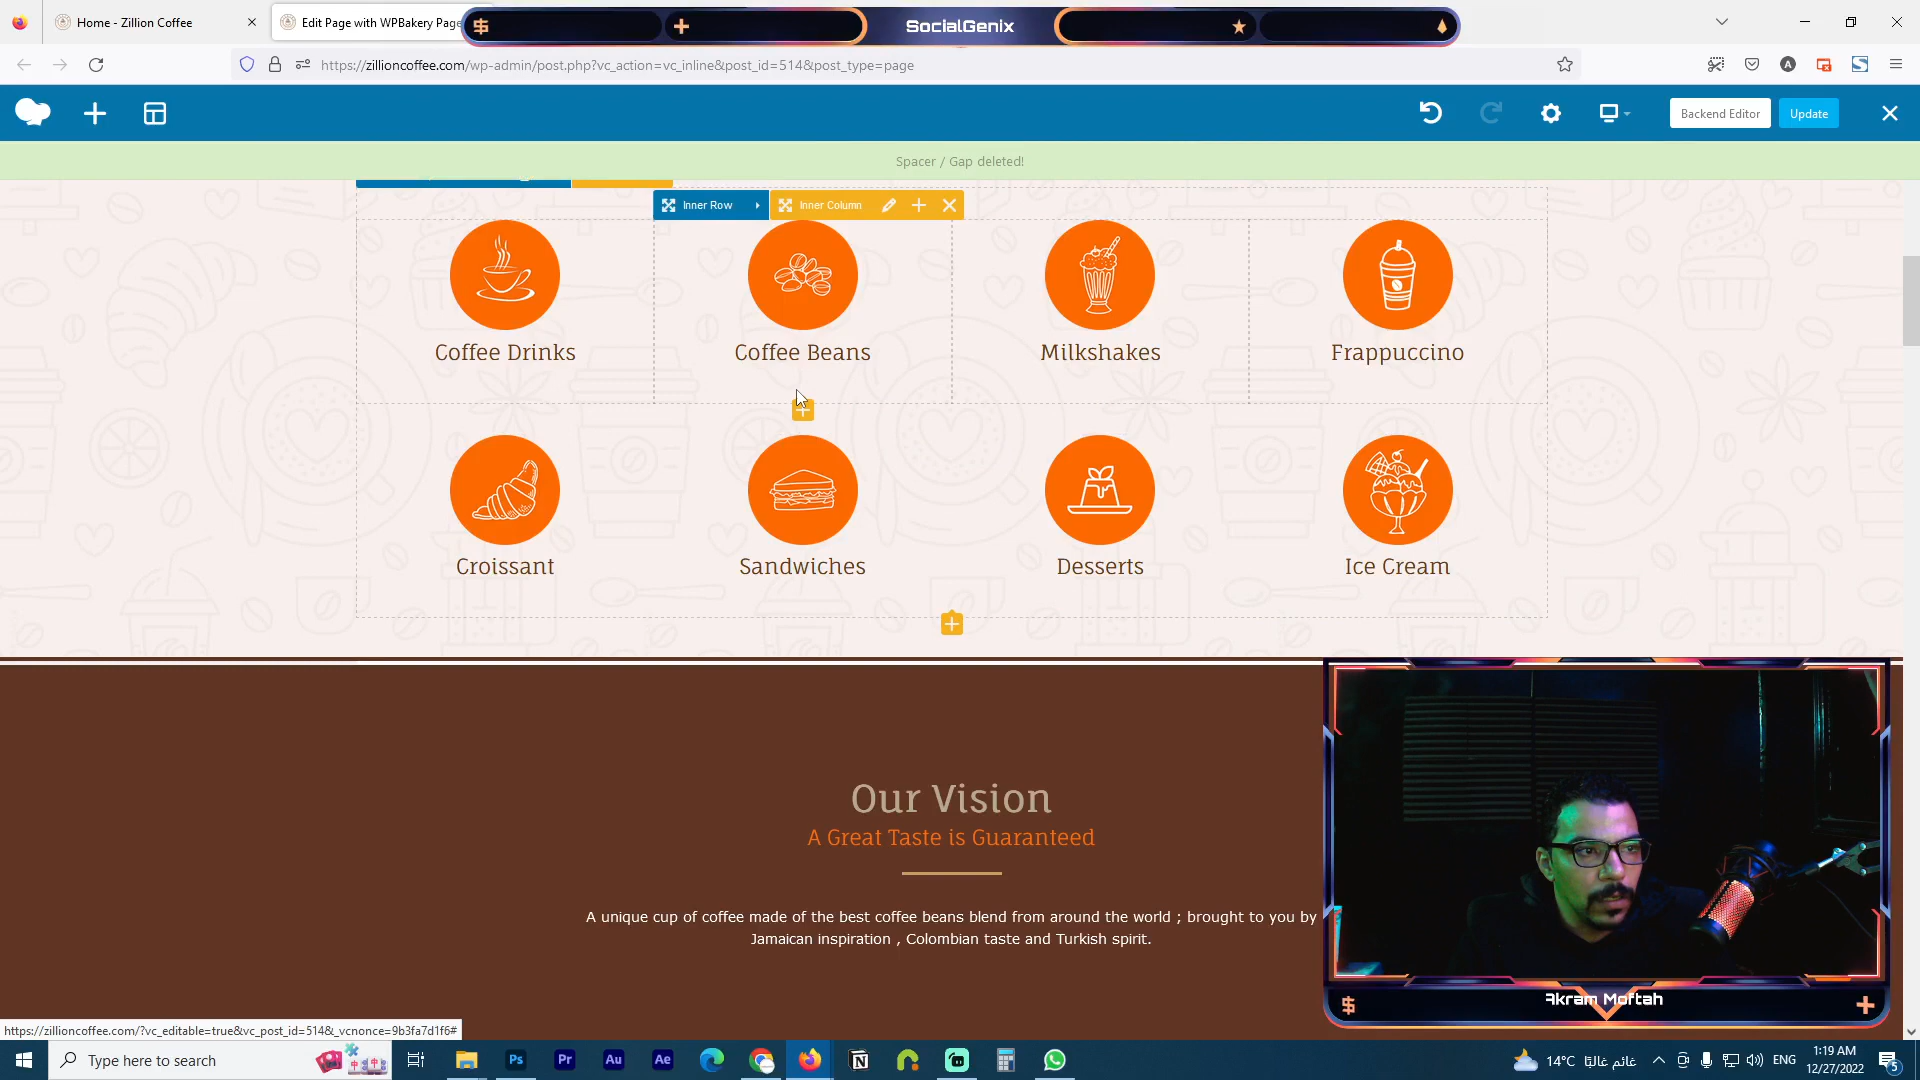 Home - Zillion Coffee
Edit Page with WPBakery Page
SocialGenix
https://zillioncoffee.com/wp-admin/post.php?vc_action=vc_inline&post_id=514&post_type=page
Backend Editor
Update
Spacer / Gap deleted!
Inner Row
Inner Column
Coffee Drinks
Coffee Beans
Milkshakes
Frappuccino
Croissant
Sandwiches
Desserts
Ice Cream
Our Vision
A Great Taste is Guaranteed
A unique cup of coffee made of the best coffee beans blend from around the world ; brought to you by
Jamaican inspiration , Colombian taste and Turkish spirit.
Akram Moftah
https://zillioncoffee.com/?vc_editable=true&vc_post_id=514&_vcnonce=9b3fa7d1f6#
Type here to search
14°C غائم غالبًا
ENG
1:19 AM
12/27/2022
5